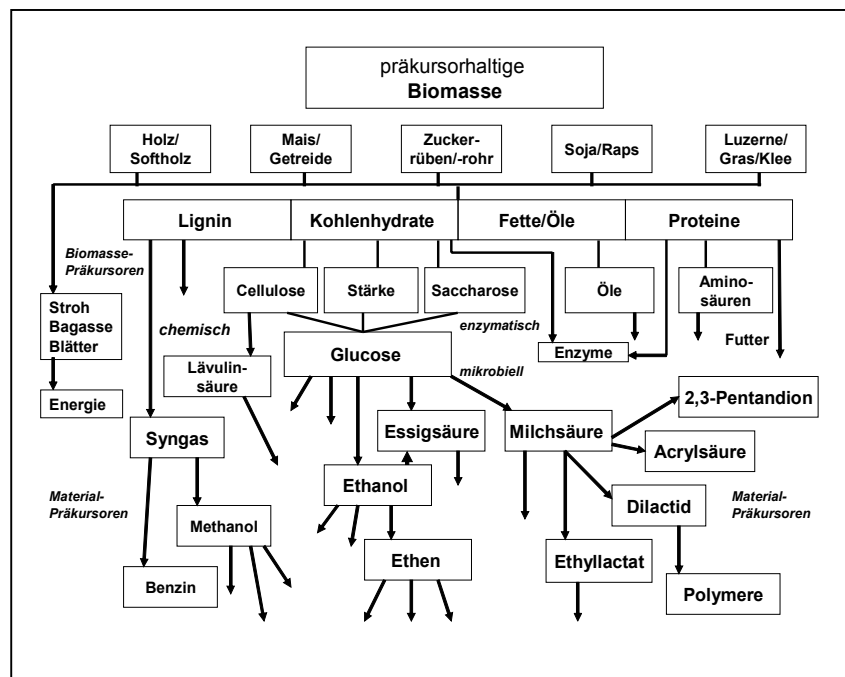 präkursorhaltige
Biomasse
Holz/
Softholz
Mais/
Getreide
Zucker-
rüben/-rohr
Soja/Raps
Luzerne/
Gras/Klee
Lignin
Kohlenhydrate
Fette/Öle
Proteine
Biomasse-
Präkursoren
Cellulose
Stärke
Saccharose
Öle
Amino-
säuren
Stroh
Bagasse
Blätter
chemisch
enzymatisch
Glucose
Enzyme
Futter
Lävulin-
säure
mikrobiell
Energie
2,3-Pentandion
Syngas
Essigsäure
Milchsäure
Acrylsäure
Ethanol
Material-
Präkursoren
Methanol
Dilactid
Material-
Präkursoren
Ethen
Ethyllactat
Benzin
Polymere